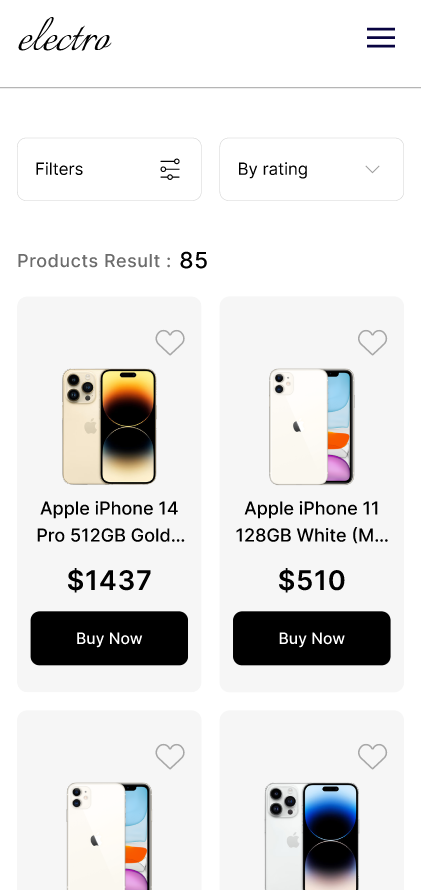 electro
Filters
By rating
Products Result : 85
Apple iPhone 14
Pro 512GB Gold...
$1437
Buy Now
Apple iPhone 11
128GB White (M...
$510
Buy Now